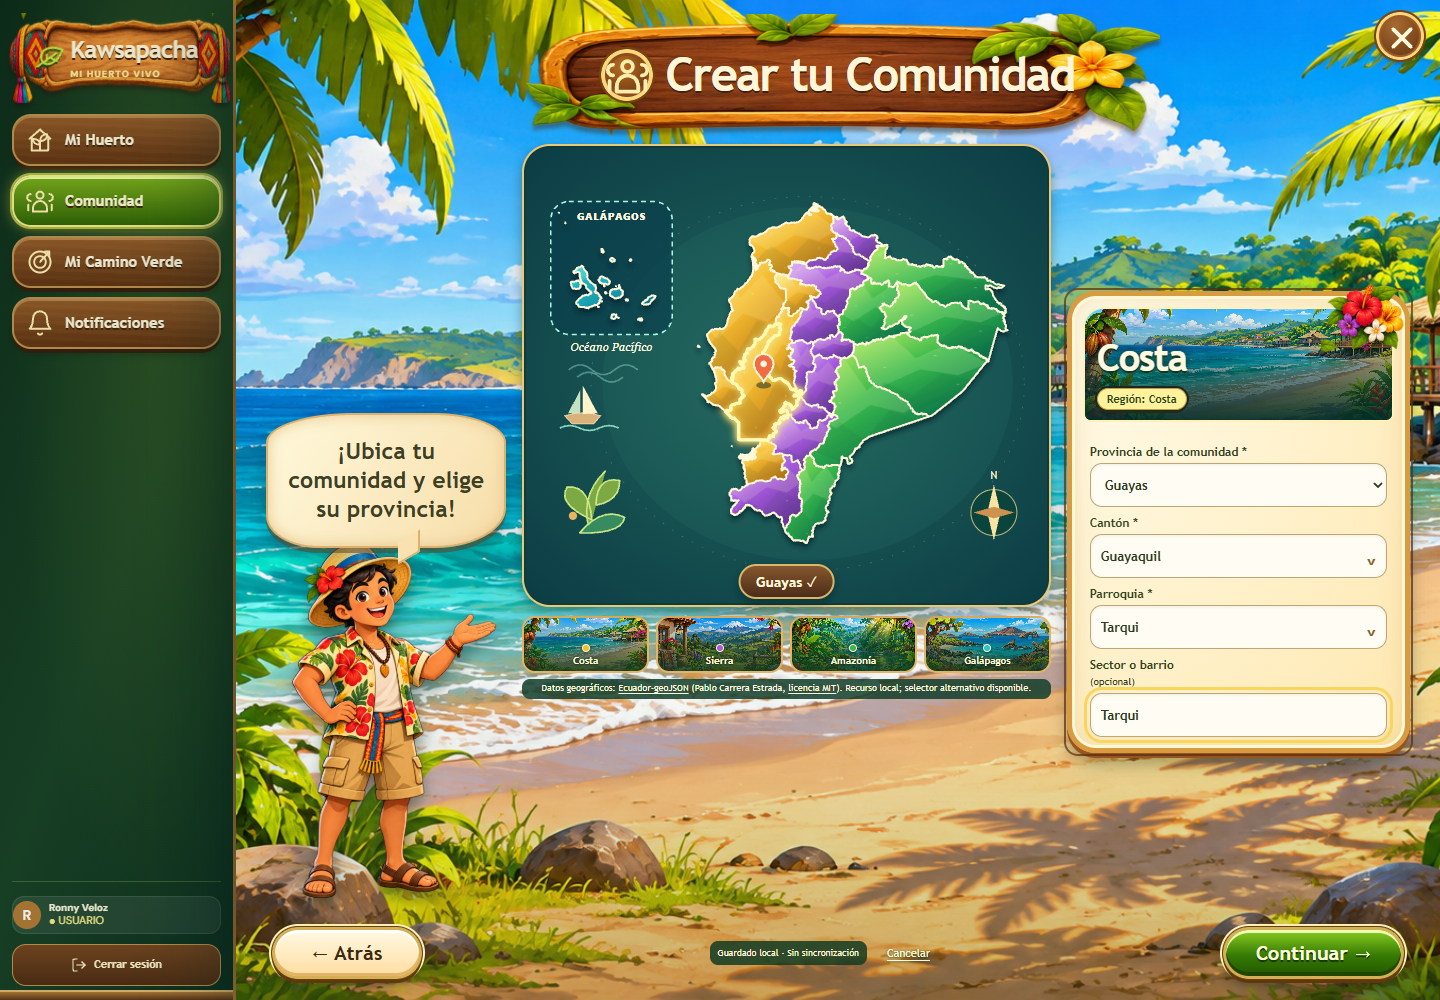 Kawsapacha
MI HUERTO VIVO
Mi Huerto
Comunidad
Mi Camino Verde
Notificaciones
Ronny Veloz
● USUARIO
Cerrar sesión
Crear tu Comunidad
¡Ubica tu
comunidad y elige
su provincia!
GALÁPAGOS
Océano Pacífico
N
Guayas ✓
Costa
Sierra
Amazonía
Galápagos
Datos geográficos: Ecuador-geoJSON (Pablo Carrera Estrada, licencia MIT). Recurso local; selector alternativo disponible.
Costa
Región: Costa
Provincia de la comunidad *
Guayas
Cantón *
Guayaquil
Parroquia *
Tarqui
Sector o barrio
(opcional)
Tarqui
← Atrás
Guardado local · Sin sincronización
Cancelar
Continuar →
R